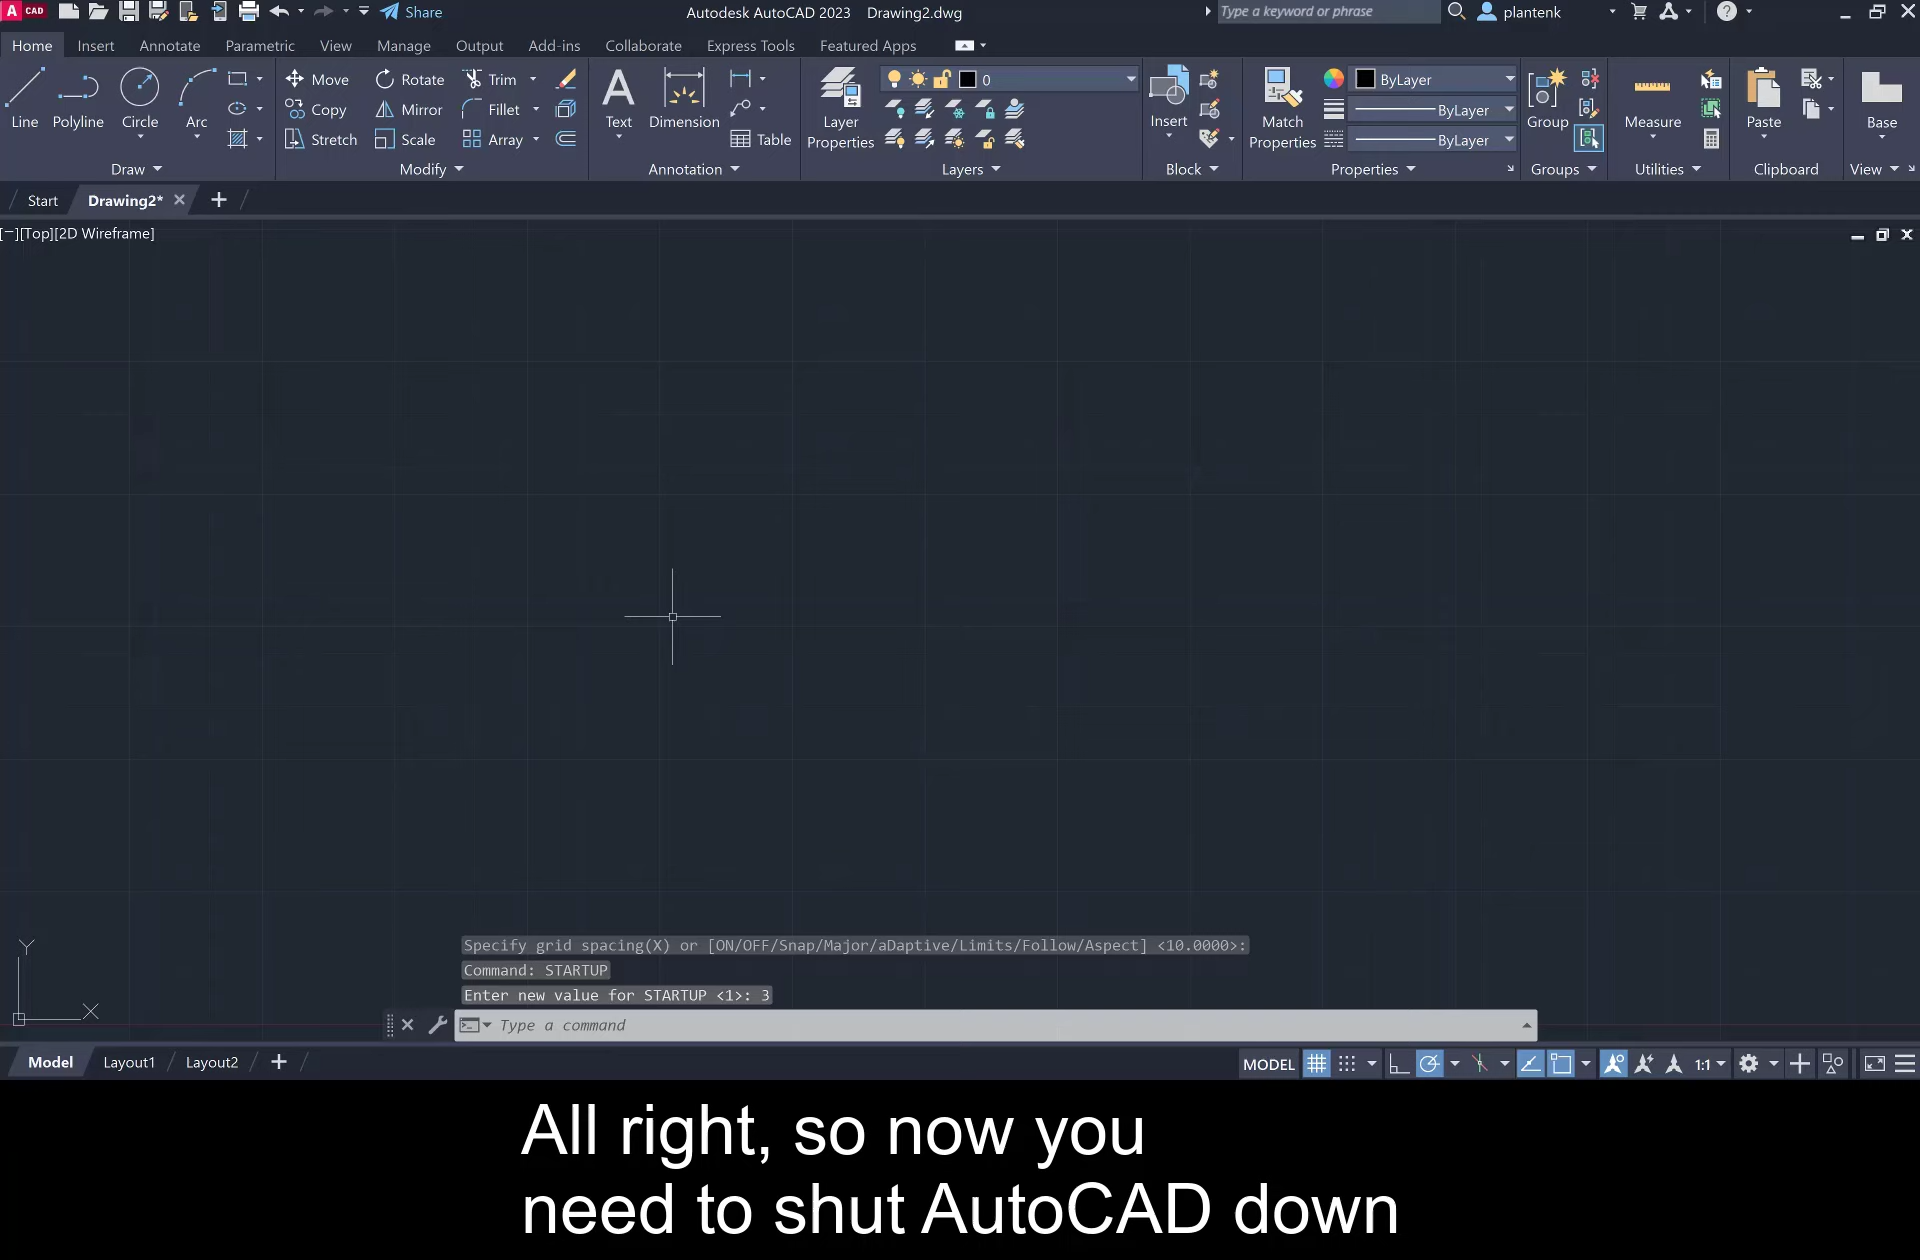 A CAD Share Autodesk AutoCAD 2023 Drawing2.dwg Type a keyword or phrase plantenk
Home Insert Annotate Parametric View Manage Output Add-ins Collaborate Express Tools Featured Apps
Move Rotate Trim 0 ByLayer
Line Polyline Circle Arc Copy Mirror Fillet Text Dimension Layer Properties Insert Match Properties ByLayer Group Measure Paste Base
Stretch Scale Array Table ByLayer
Draw Modify Annotation Layers Block Properties Groups Utilities Clipboard View
Start Drawing2*
[−][Top][2D Wireframe]
Y
X
Specify grid spacing(X) or [ON/OFF/Snap/Major/aDaptive/Limits/Follow/Aspect] <10.0000>:
Command: STARTUP
Enter new value for STARTUP <1>: 3
Type a command
Model Layout1 Layout2 MODEL 1:1
All right, so now you
need to shut AutoCAD down